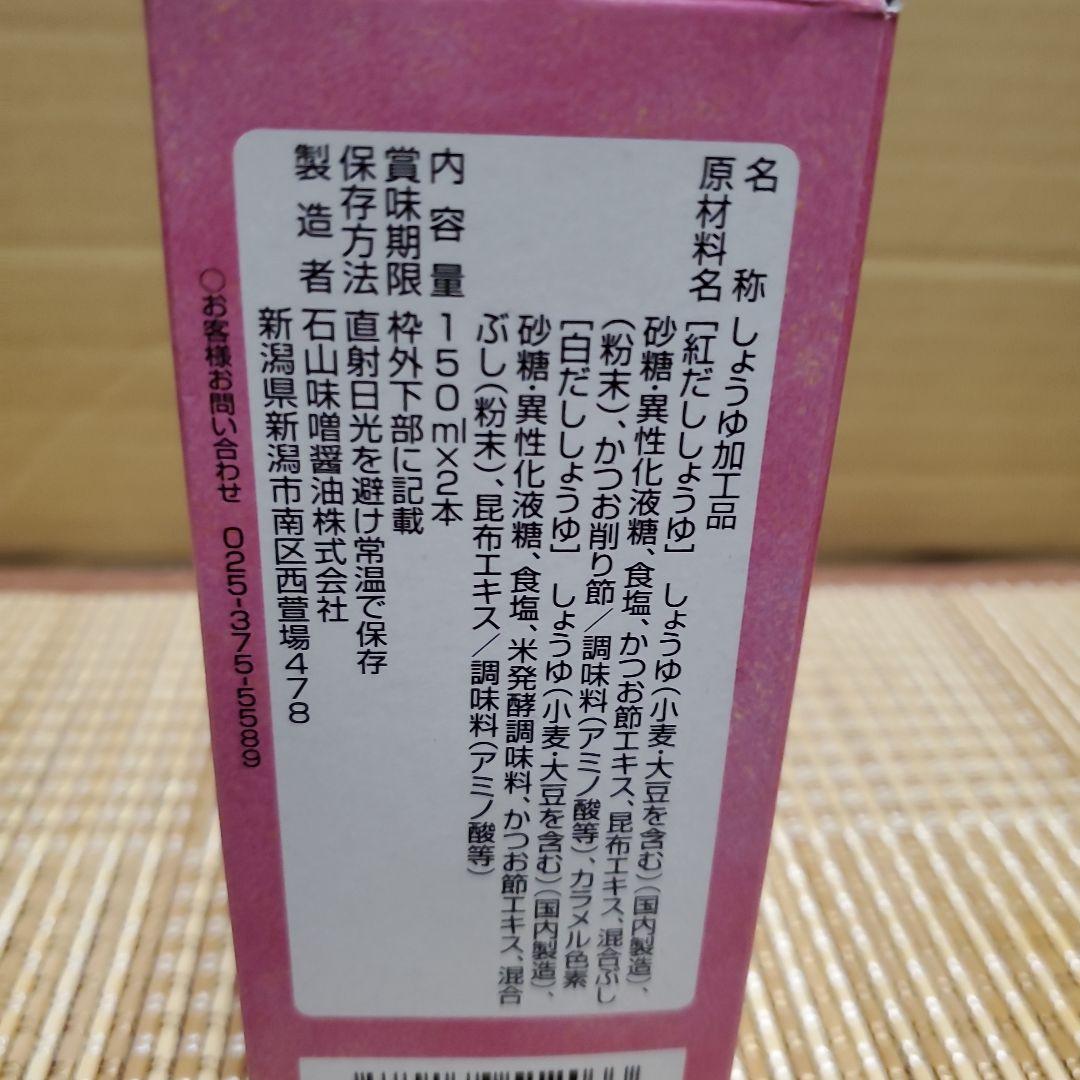 名称 しょうゆ加工品
原材料名 [紅だししょうゆ] しょうゆ(小麦・大豆を含む)(国内製造)、
砂糖・異性化液糖、食塩、かつお節エキス、昆布エキス、混合ぶし
(粉末)、かつお削り節/調味料(アミノ酸等)、カラメル色素
[白だししょうゆ] しょうゆ(小麦・大豆を含む)(国内製造)、
砂糖・異性化液糖、食塩、米発酵調味料、かつお節エキス、混合
ぶし(粉末)、昆布エキス/調味料(アミノ酸等)
内容量 150ml×2本
賞味期限 枠外下部に記載
保存方法 直射日光を避け常温で保存
製造者 石山味噌醤油株式会社
新潟県新潟市南区西萱場478
○お客様お問い合わせ 025-375-5589